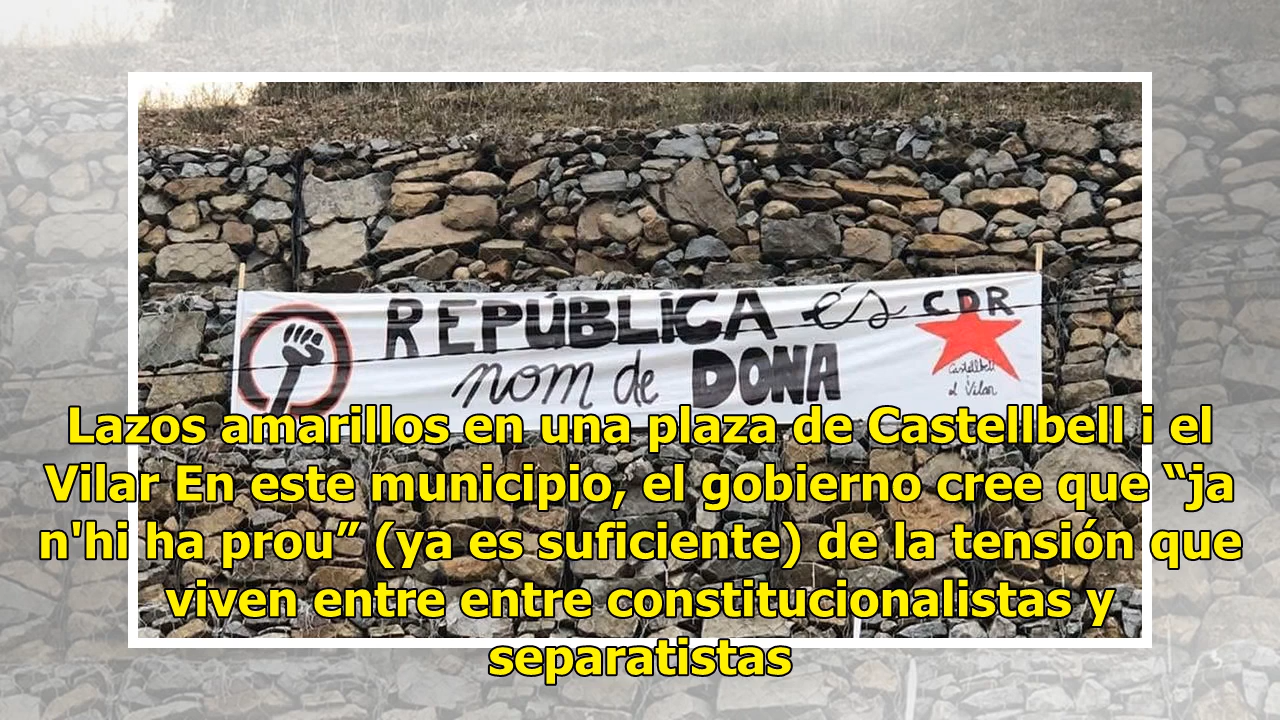 REPÚBLICA és
nom de DONA
CDR
Castellbell
i
el Vilar
Lazos amarillos en una plaza de Castellbell i el
Vilar En este municipio, el gobierno cree que “ja
n'hi ha prou” (ya es suficiente) de la tensión que
viven entre entre constitucionalistas y
separatistas